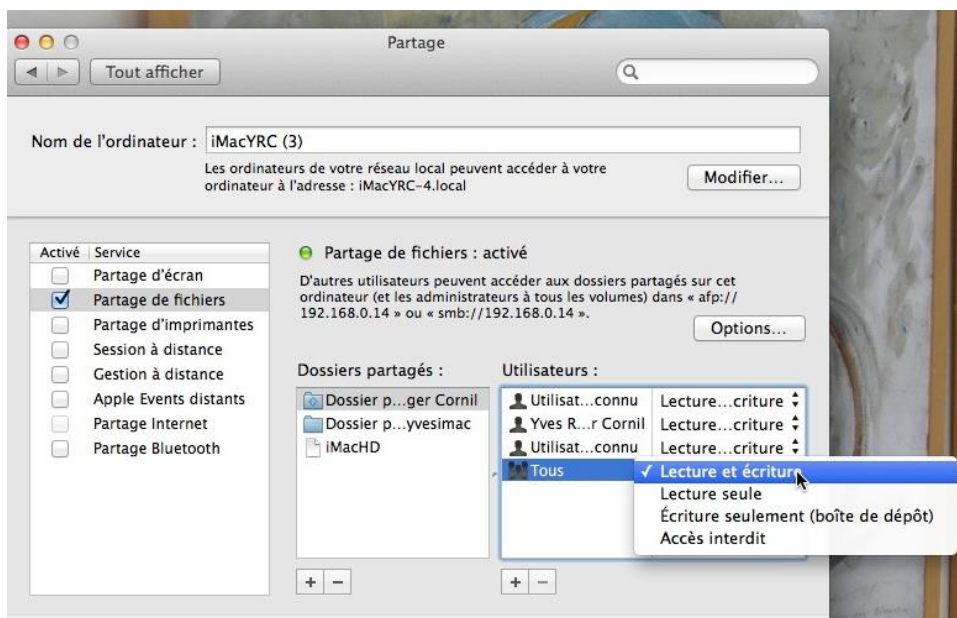 Partage
Tout afficher
Nom de l'ordinateur : iMacYRC (3)
Les ordinateurs de votre réseau local peuvent accéder à votre
ordinateur à l'adresse : iMacYRC-4.local
Modifier...
Activé Service
Partage d'écran
Partage de fichiers
Partage d'imprimantes
Session à distance
Gestion à distance
Apple Events distants
Partage Internet
Partage Bluetooth
Partage de fichiers : activé
D'autres utilisateurs peuvent accéder aux dossiers partagés sur cet
ordinateur (et les administrateurs à tous les volumes) dans « afp://
192.168.0.14 » ou « smb://192.168.0.14 ».
Options...
Dossiers partagés :
Dossier p...ger Cornil
Dossier p...yvesimac
iMacHD
Utilisateurs :
Utilisat...connu Lecture...criture
Yves R...r Cornil Lecture...criture
Utilisat...connu Lecture...criture
Tous ✓ Lecture et écriture
Lecture seule
Écriture seulement (boîte de dépôt)
Accès interdit
+ − + −